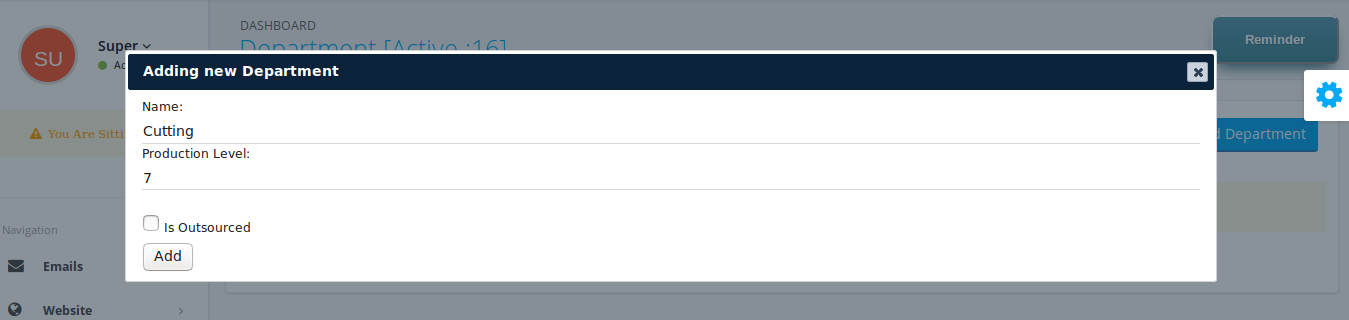 DASHBOARD
Super
Department [Active :16]
Reminder
SU
Adding new Department
Name:
Cutting
You Are Sitti
Department
Production Level:
7
Is Outsourced
Navigation
Add
Emails
Website